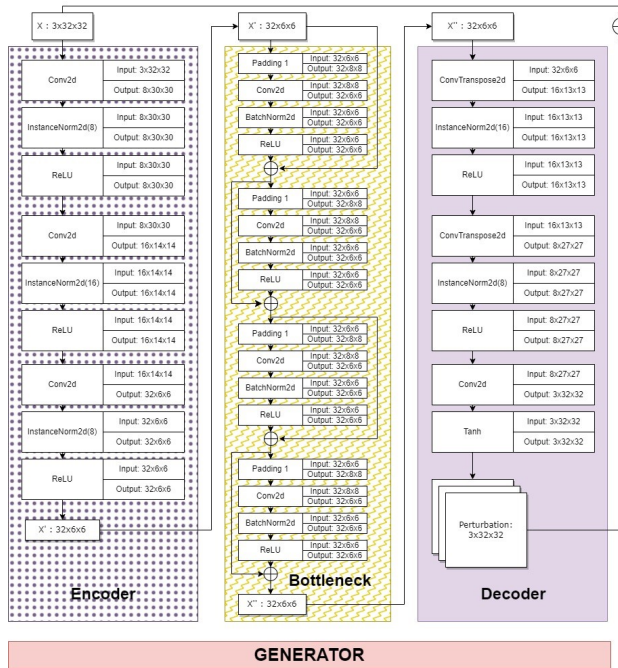 X : 3x32x32
Conv2d
Input: 3x32x32
Output: 8x30x30
InstanceNorm2d(8)
Input: 8x30x30
Output: 8x30x30
ReLU
Input: 8x30x30
Output: 8x30x30
Conv2d
Input: 8x30x30
Output: 16x14x14
InstanceNorm2d(16)
Input: 16x14x14
Output: 16x14x14
ReLU
Input: 16x14x14
Output: 16x14x14
Conv2d
Input: 16x14x14
Output: 32x6x6
InstanceNorm2d(8)
Input: 32x6x6
Output: 32x6x6
ReLU
Input: 32x6x6
Output: 32x6x6
X' : 32x6x6
Encoder
X' : 32x6x6
Padding 1
Input: 32x6x6
Output: 32x8x8
Conv2d
Input: 32x8x8
Output: 32x6x6
BatchNorm2d
Input: 32x6x6
Output: 32x6x6
ReLU
Input: 32x6x6
Output: 32x6x6
Padding 1
Input: 32x6x6
Output: 32x8x8
Conv2d
Input: 32x8x8
Output: 32x6x6
BatchNorm2d
Input: 32x6x6
Output: 32x6x6
ReLU
Input: 32x6x6
Output: 32x6x6
Padding 1
Input: 32x6x6
Output: 32x8x8
Conv2d
Input: 32x8x8
Output: 32x6x6
BatchNorm2d
Input: 32x6x6
Output: 32x6x6
ReLU
Input: 32x6x6
Output: 32x6x6
Padding 1
Input: 32x6x6
Output: 32x8x8
Conv2d
Input: 32x8x8
Output: 32x6x6
BatchNorm2d
Input: 32x6x6
Output: 32x6x6
ReLU
Input: 32x6x6
Output: 32x6x6
Bottleneck
X'' : 32x6x6
X'' : 32x6x6
ConvTranspose2d
Input: 32x6x6
Output: 16x13x13
InstanceNorm2d(16)
Input: 16x13x13
Output: 16x13x13
ReLU
Input: 16x13x13
Output: 16x13x13
ConvTranspose2d
Input: 16x13x13
Output: 8x27x27
InstanceNorm2d(8)
Input: 8x27x27
Output: 8x27x27
ReLU
Input: 8x27x27
Output: 8x27x27
Conv2d
Input: 8x27x27
Output: 3x32x32
Tanh
Input: 3x32x32
Output: 3x32x32
Perturbation:
3x32x32
Decoder
GENERATOR